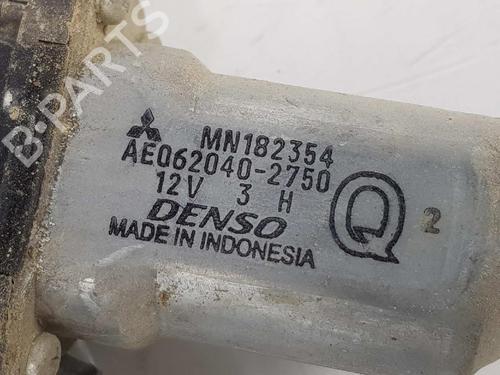 MN182354
AE062040-2750
12V 3 H
DENSO
MADE IN INDONESIA
Q 2
B-PARTS